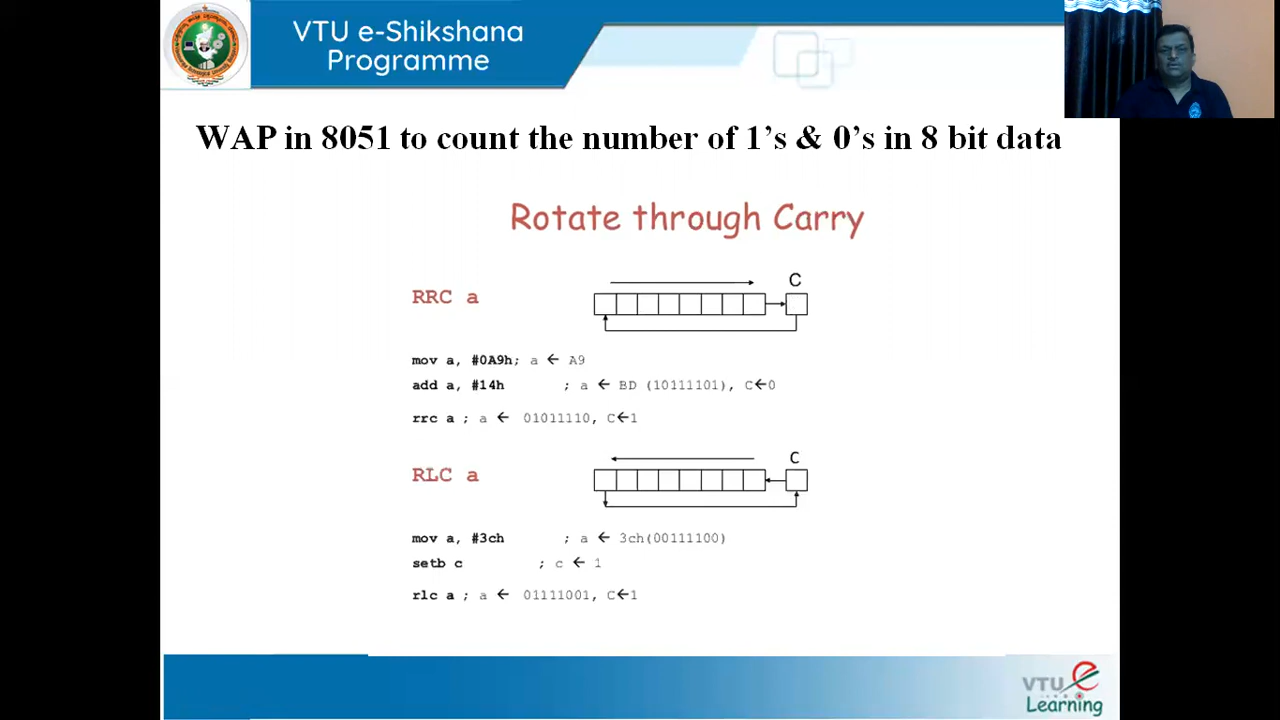 VTU e-Shikshana
Programme
WAP in 8051 to count the number of 1’s & 0’s in 8 bit data
Rotate through Carry
C
RRC a
mov a, #0A9h; a ← A9
add a, #14h ; a ← BD (10111101), C←0
rrc a ; a ← 01011110, C←1
C
RLC a
mov a, #3ch ; a ← 3ch(00111100)
setb c ; c ← 1
rlc a ; a ← 01111001, C←1
VTU e
Learning